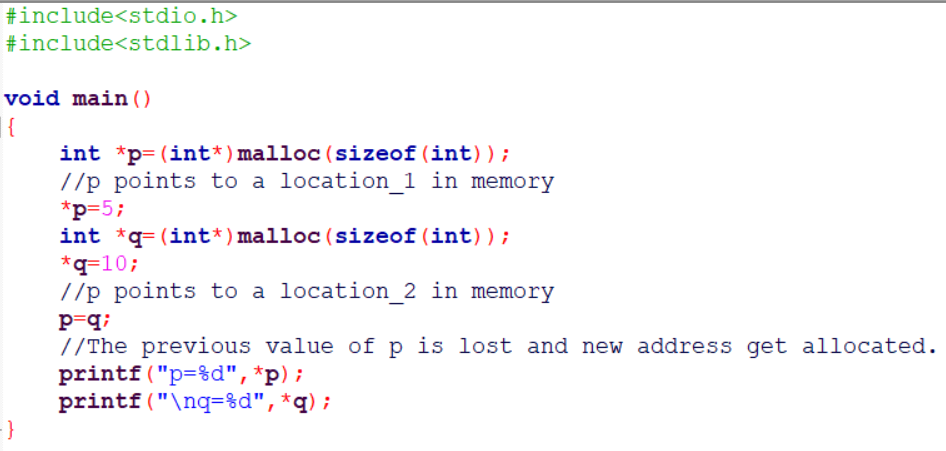 #include<stdio.h>
#include<stdlib.h>

void main()
{
    int *p=(int*)malloc(sizeof(int));
    //p points to a location_1 in memory
    *p=5;
    int *q=(int*)malloc(sizeof(int));
    *q=10;
    //p points to a location_2 in memory
    p=q;
    //The previous value of p is lost and new address get allocated.
    printf("p=%d",*p);
    printf("\nq=%d",*q);
}